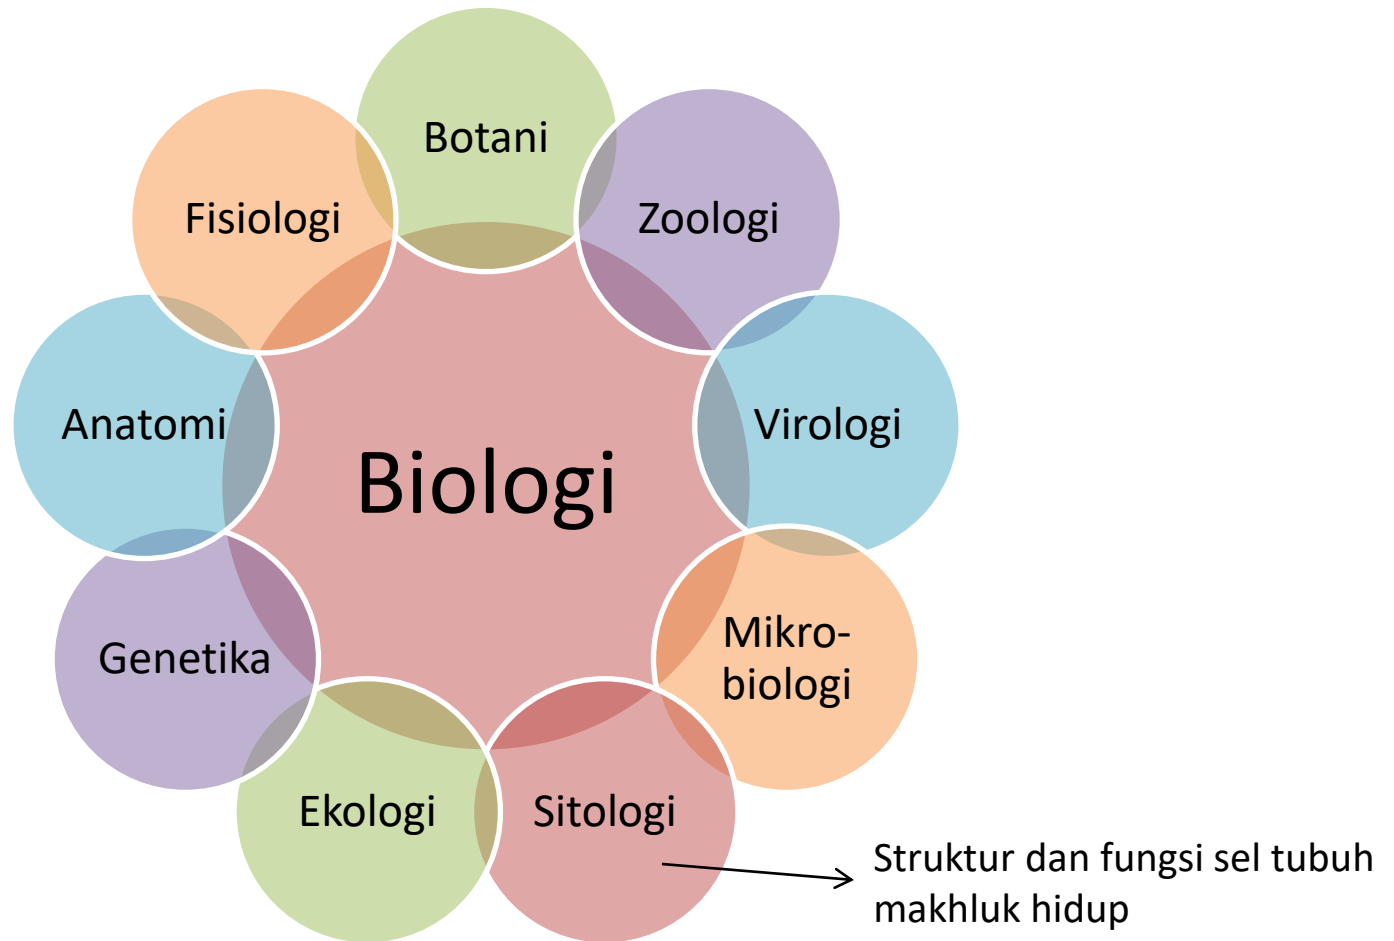 Botani
Fisiologi
Zoologi
Anatomi
Virologi
Biologi
Mikro-
biologi
Genetika
Ekologi
Sitologi
Struktur dan fungsi sel tubuh
makhluk hidup